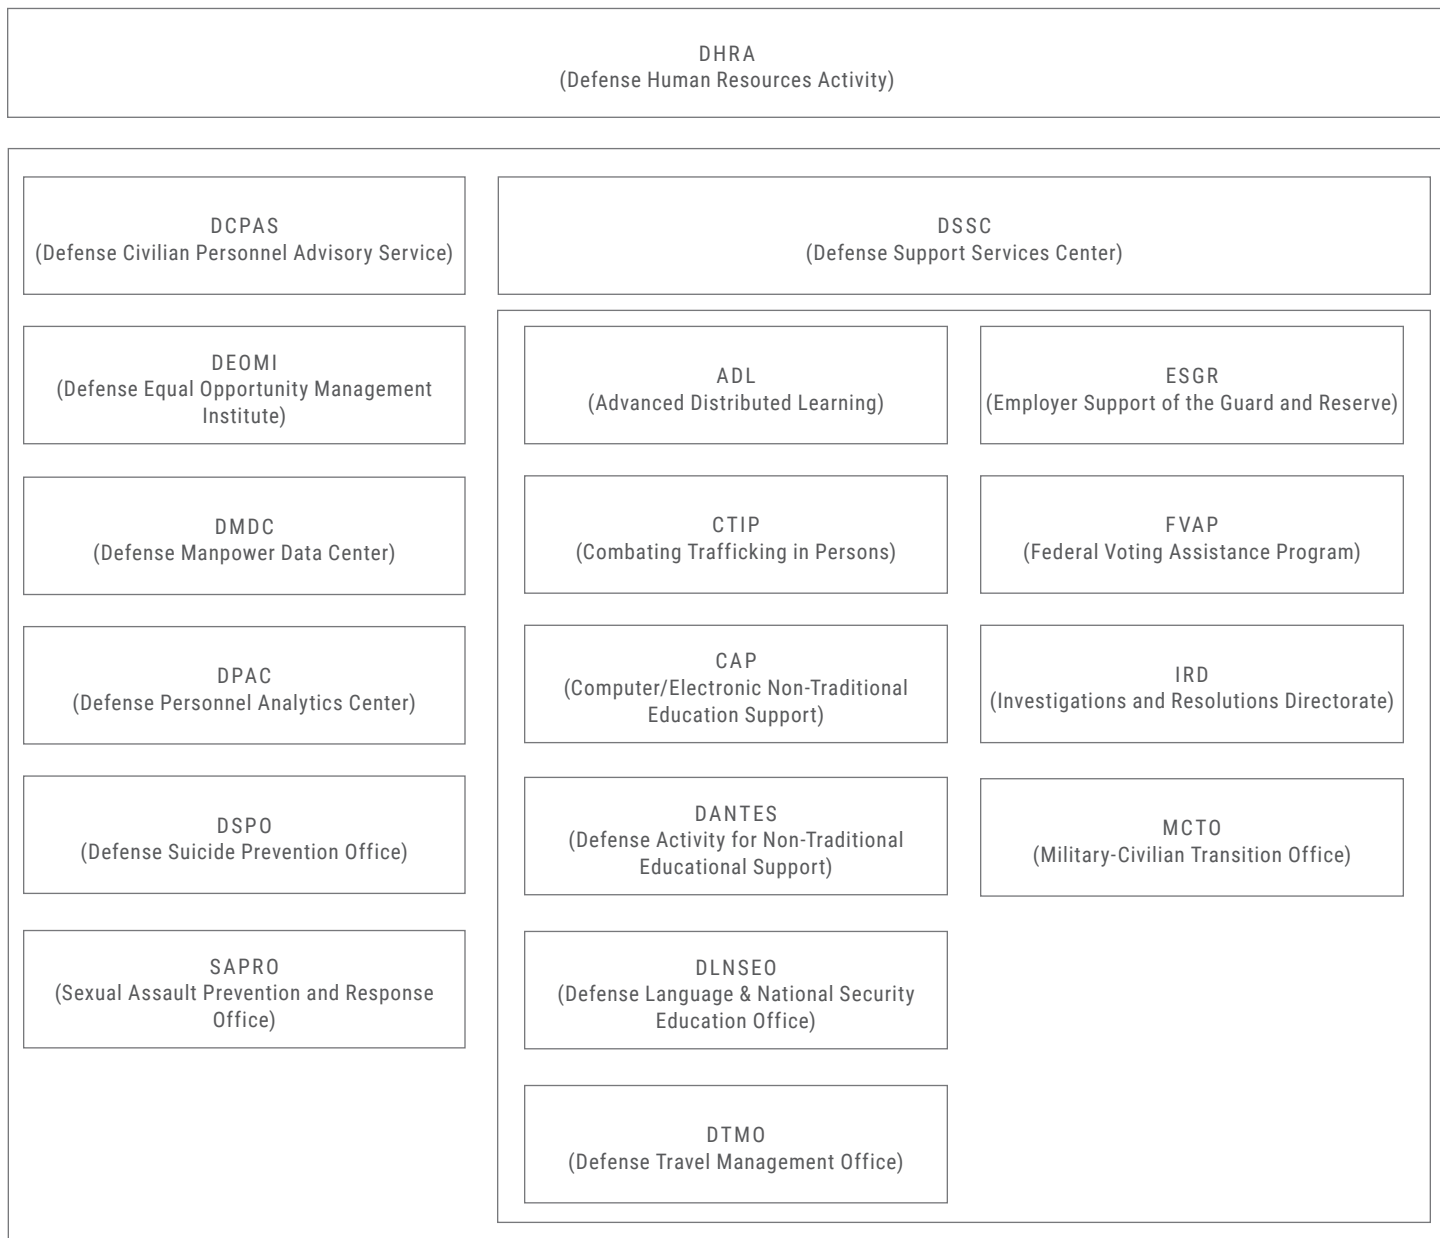 DHRA
(Defense Human Resources Activity)
DCPAS
(Defense Civilian Personnel Advisory Service)
DEOMI
(Defense Equal Opportunity Management
Institute)
DMDC
(Defense Manpower Data Center)
DPAC
(Defense Personnel Analytics Center)
DSPO
(Defense Suicide Prevention Office)
SAPRO
(Sexual Assault Prevention and Response
Office)
DSSC
(Defense Support Services Center)
ADL
(Advanced Distributed Learning)
CTIP
(Combating Trafficking in Persons)
CAP
(Computer/Electronic Non-Traditional
Education Support)
DANTES
(Defense Activity for Non-Traditional
Educational Support)
DLNSEO
(Defense Language & National Security
Education Office)
DTMO
(Defense Travel Management Office)
ESGR
(Employer Support of the Guard and Reserve)
FVAP
(Federal Voting Assistance Program)
IRD
(Investigations and Resolutions Directorate)
MCTO
(Military-Civilian Transition Office)